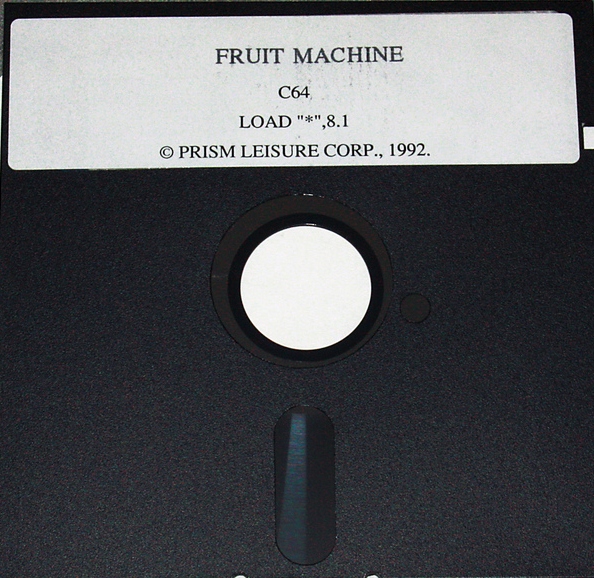 FRUIT MACHINE
C64
LOAD "*",8.1
© PRISM LEISURE CORP., 1992.